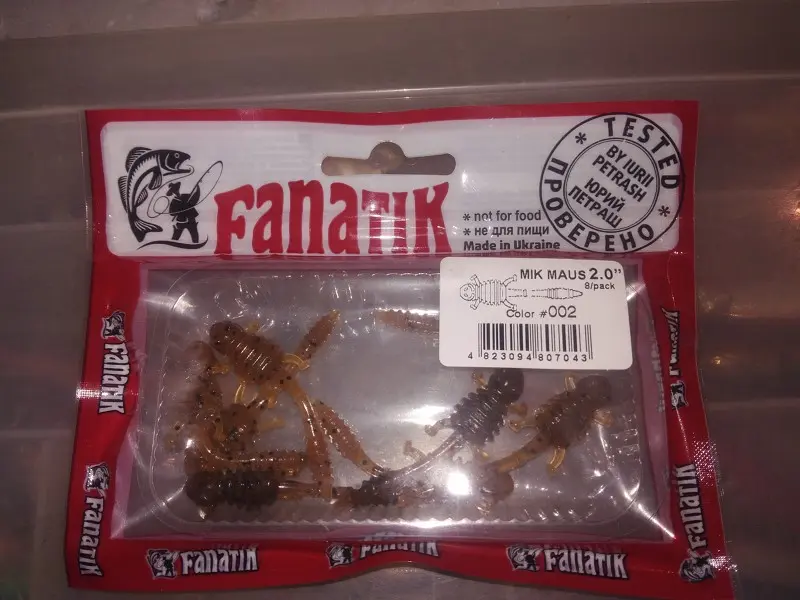 FANATIK
* not for food
* не для пищи
Made in Ukraine
* TESTED *
BY IURII
PETRASH
ЮРИЙ
ПЕТРАШ
ПРОВЕРЕНО
MIK MAUS 2.0”
8/pack
Color #002
4 823094 807043
FANATIK
FANATIK
FANATIK
FANATIK
FANATIK
FANATIK